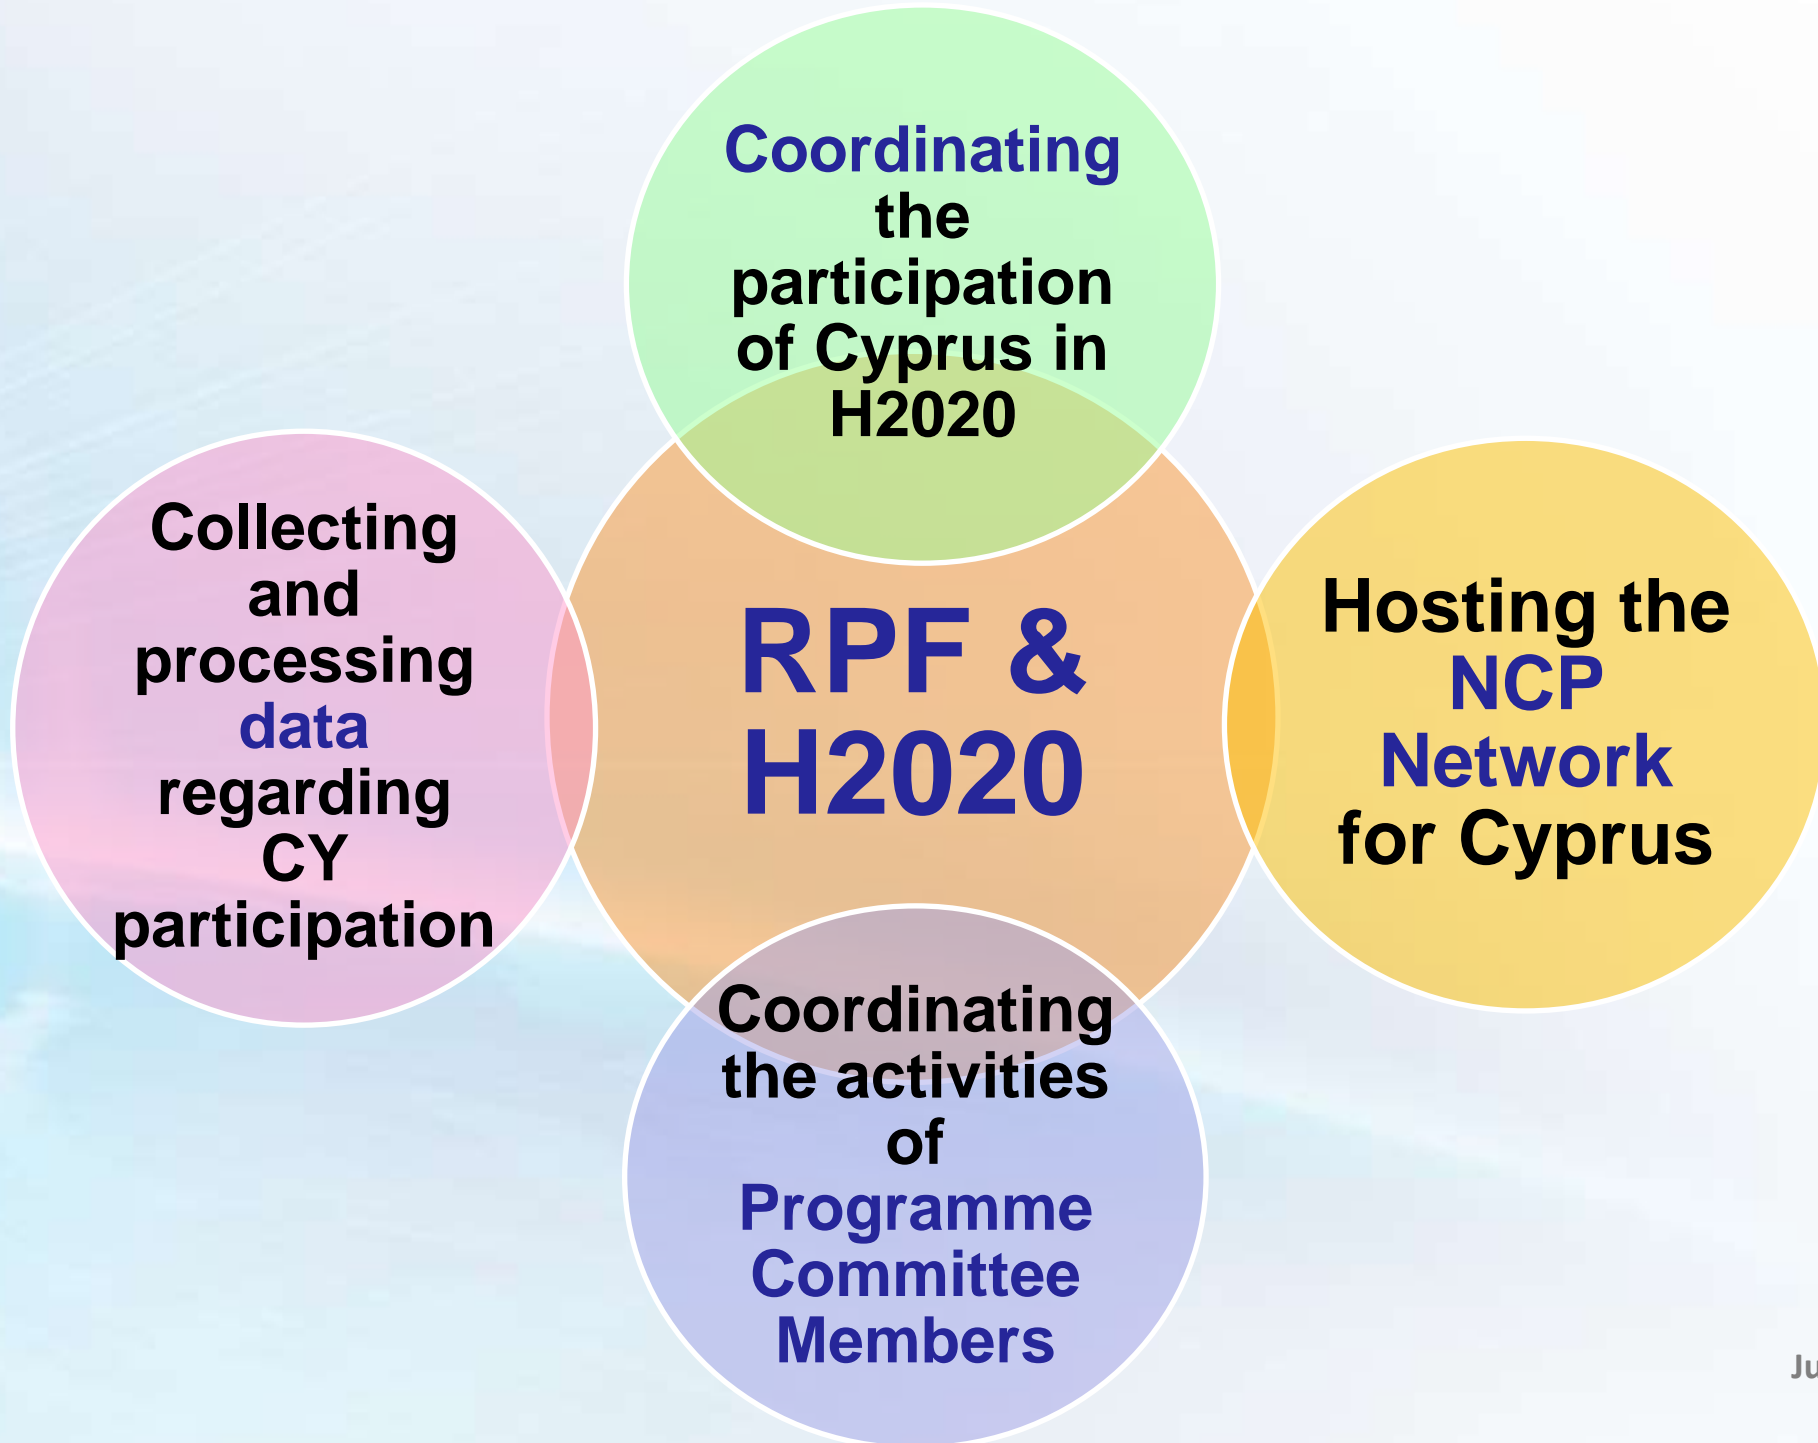 Coordinating
the
participation
of Cyprus in
H2020
Collecting
and
processing
data
regarding
CY
participation
RPF &
H2020
Hosting the
NCP
Network
for Cyprus
Coordinating
the activities
of
Programme
Committee
Members